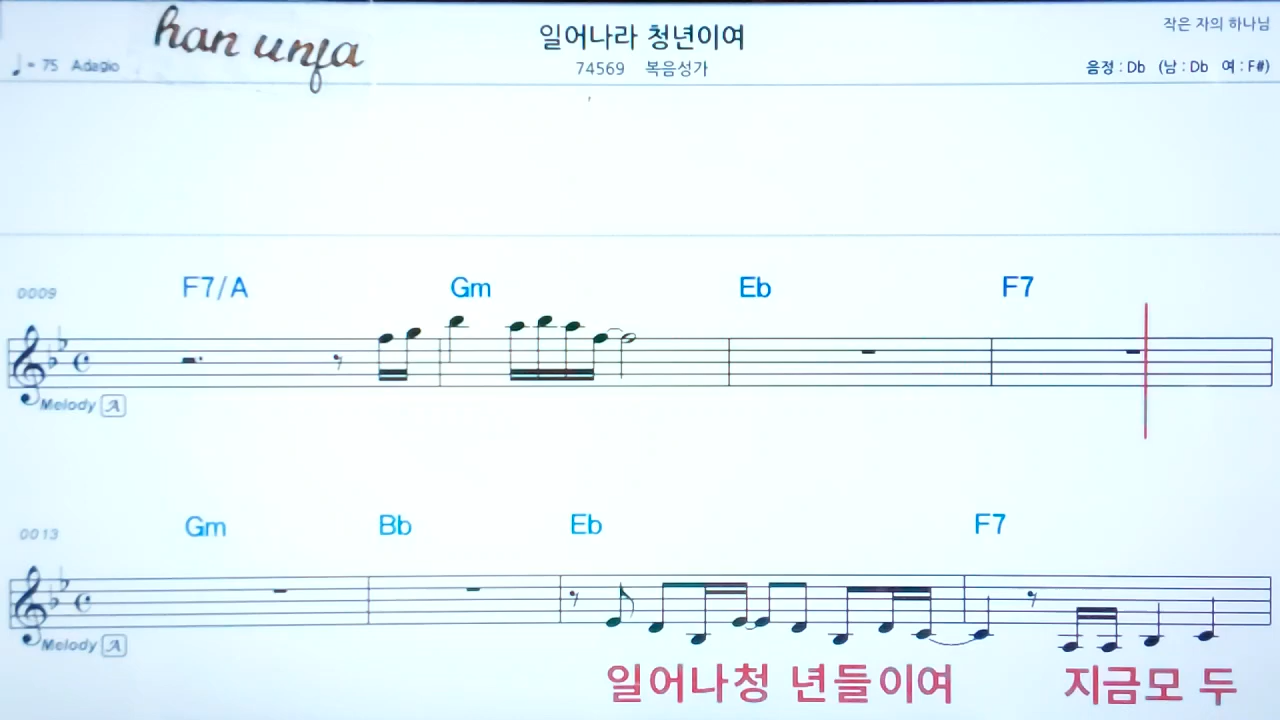 han unfa
일어나라 청년이여
작은 자의 하나님
♩= 75 Adagio
74569 복음성가
음정 : Db (남 : Db 여 : F#)
F7/A Gm Eb F7
0009
Melody A
Gm Bb Eb F7
0013
Melody A
일어나청 년들이여 지금모 두